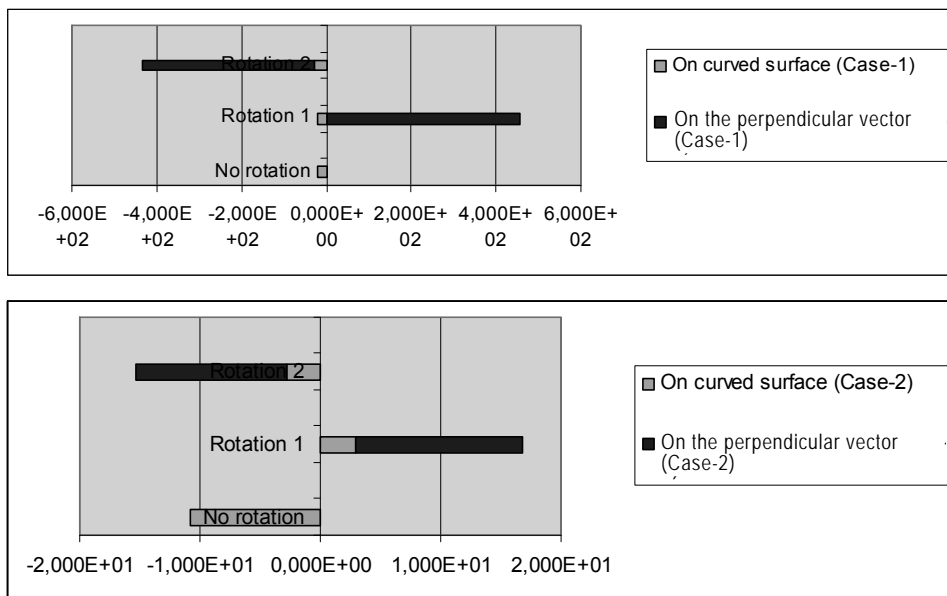 Rotation 2
Rotation 1
No rotation
-6,000E -4,000E -2,000E 0,000E+ 2,000E+ 4,000E+ 6,000E+
+02 +02 +02 00 02 02 02
On curved surface (Case-1)
On the perpendicular vector
(Case-1)
Rotation 2
Rotation 1
No rotation
-2,000E+01 -1,000E+01 0,000E+00 1,000E+01 2,000E+01
On curved surface (Case-2)
On the perpendicular vector
(Case-2)